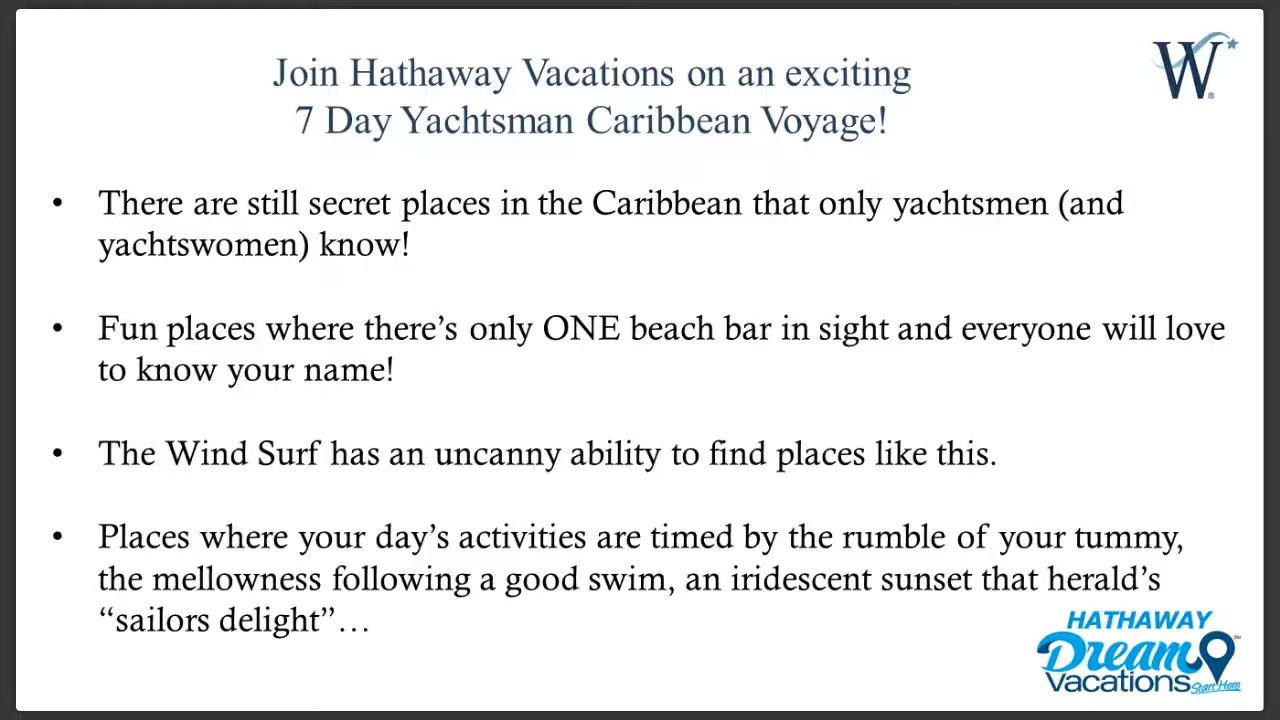 Join Hathaway Vacations on an exciting
7 Day Yachtsman Caribbean Voyage!
W
• There are still secret places in the Caribbean that only yachtsmen (and
yachtswomen) know!
• Fun places where there's only ONE beach bar in sight and everyone will love
to know your name!
• The Wind Surf has an uncanny ability to find places like this.
• Places where your day's activities are timed by the rumble of your tummy,
the mellowness following a good swim, an iridescent sunset that herald's
“sailors delight”…
HATHAWAY
Dream
Vacations
Start Here